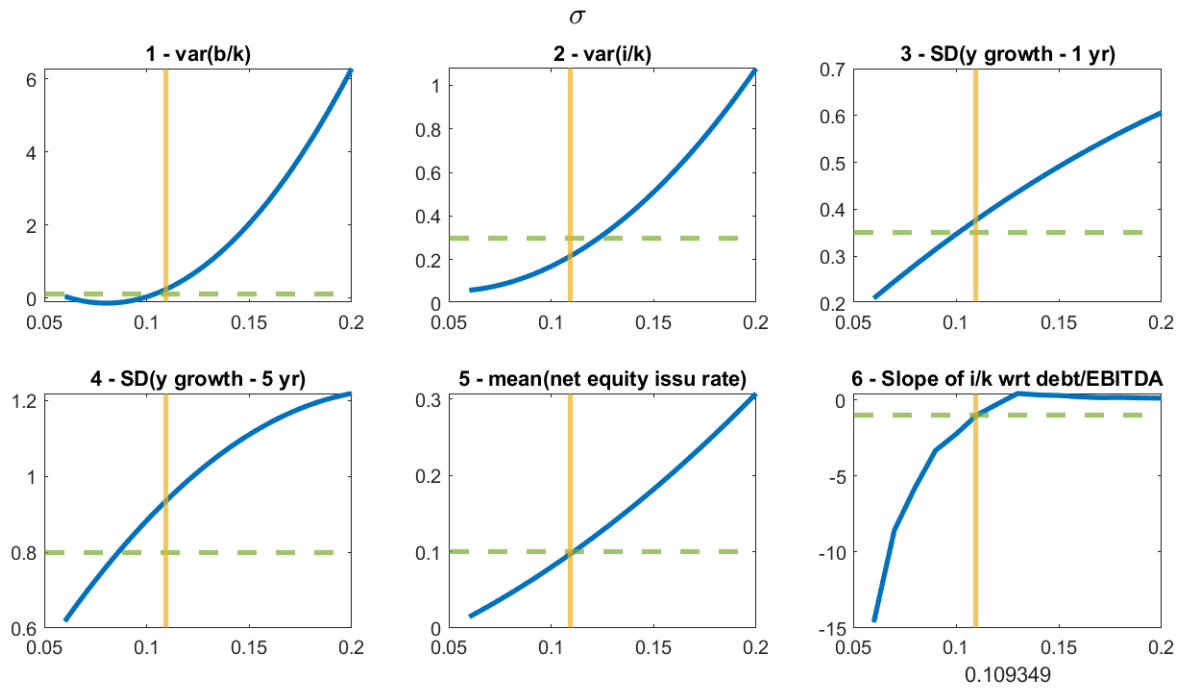 σ
1 - var(b/k)
6
4
2
0
0.05 0.1 0.15 0.2
2 - var(i/k)
1
0.8
0.6
0.4
0.2
0
0.05 0.1 0.15 0.2
3 - SD(y growth - 1 yr)
0.7
0.6
0.5
0.4
0.3
0.2
0.05 0.1 0.15 0.2
4 - SD(y growth - 5 yr)
1.2
1
0.8
0.6
0.05 0.1 0.15 0.2
5 - mean(net equity issu rate)
0.3
0.2
0.1
0
0.05 0.1 0.15 0.2
6 - Slope of i/k wrt debt/EBITDA
0
-5
-10
-15
0.05 0.1 0.15 0.2
0.109349